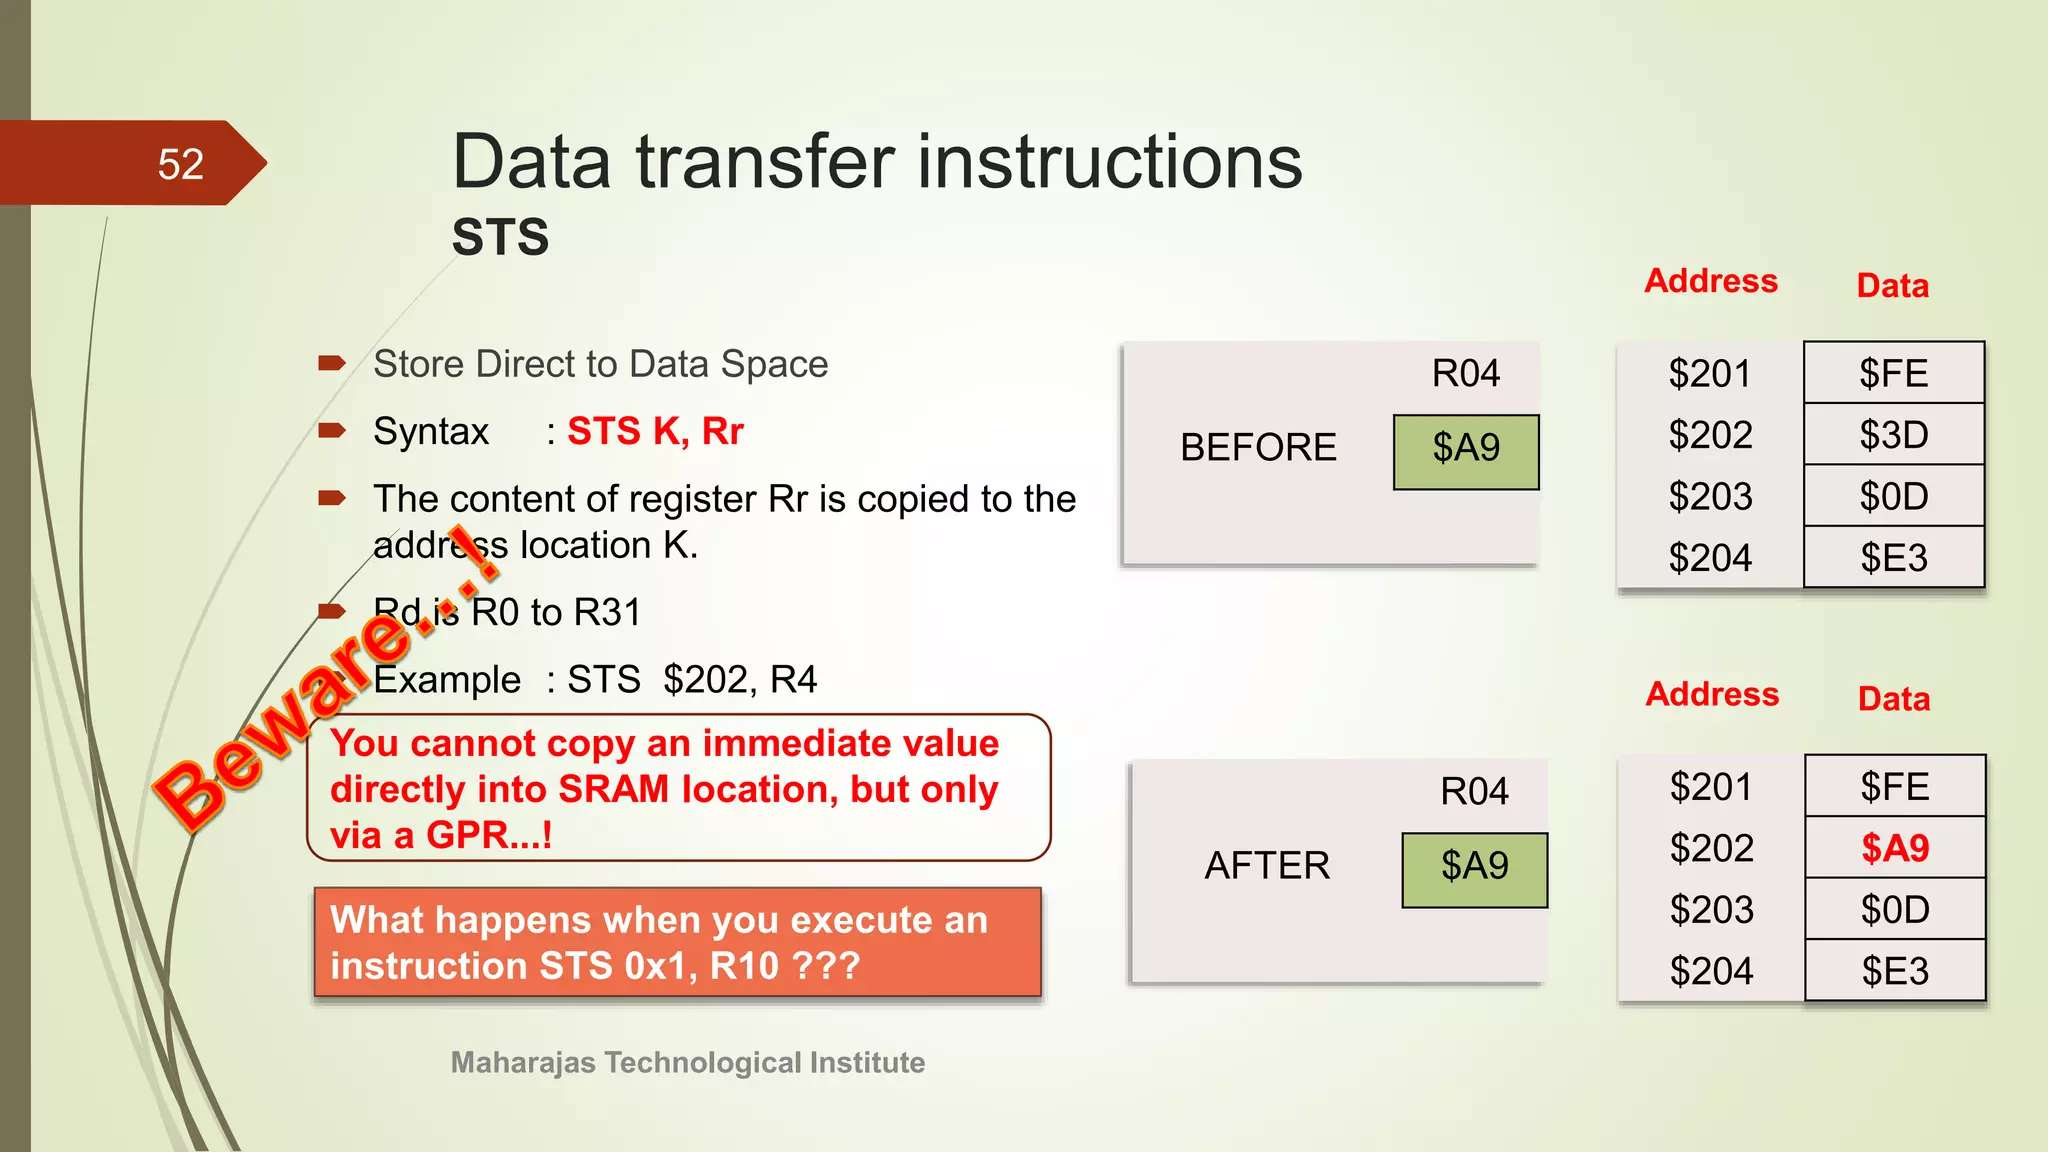 52
Data transfer instructions
STS
Store Direct to Data Space
Syntax : STS K, Rr
The content of register Rr is copied to the
address location K.
Rd is R0 to R31
Example : STS $202, R4
Beware...!
You cannot copy an immediate value
directly into SRAM location, but only
via a GPR...!
What happens when you execute an
instruction STS 0x1, R10 ???
R04
BEFORE $A9
Address Data
$201 $FE
$202 $3D
$203 $0D
$204 $E3
R04
AFTER $A9
Address Data
$201 $FE
$202 $A9
$203 $0D
$204 $E3
Maharajas Technological Institute